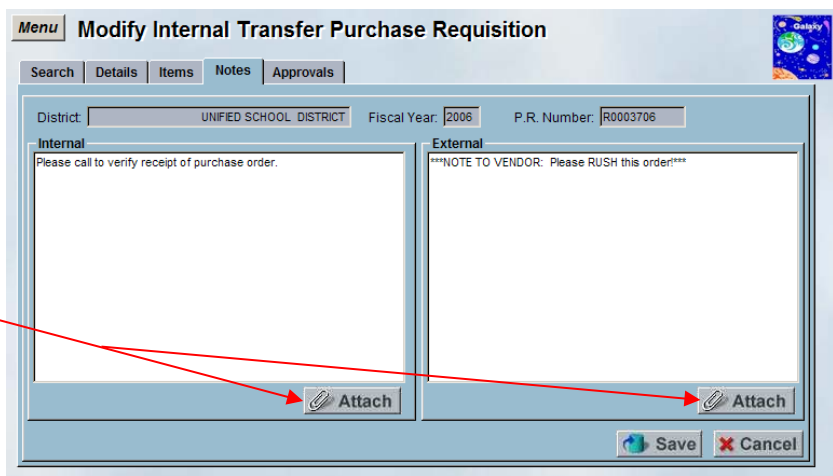 Menu Modify Internal Transfer Purchase Requisition
Galaxy
Search Details Items Notes Approvals
District: UNIFIED SCHOOL DISTRICT Fiscal Year: 2006 P.R. Number: R0003706
Internal
Please call to verify receipt of purchase order.
Attach
External
***NOTE TO VENDOR: Please RUSH this order!***
Attach
Save Cancel